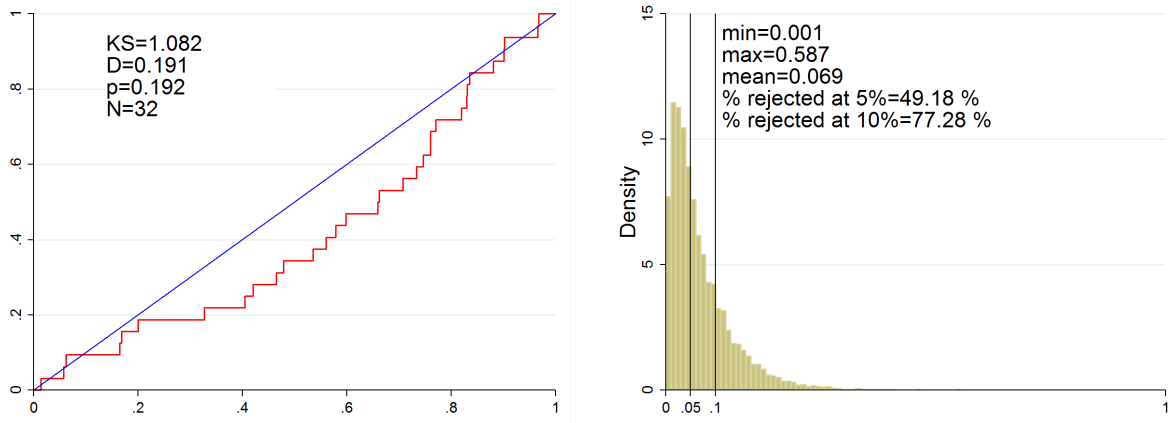 KS=1.082
D=0.191
p=0.192
N=32
1
.8
.6
.4
.2
0
0 .2 .4 .6 .8 1
min=0.001
max=0.587
mean=0.069
% rejected at 5%=49.18 %
% rejected at 10%=77.28 %
Density
15
10
5
0
0 .05 .1 1